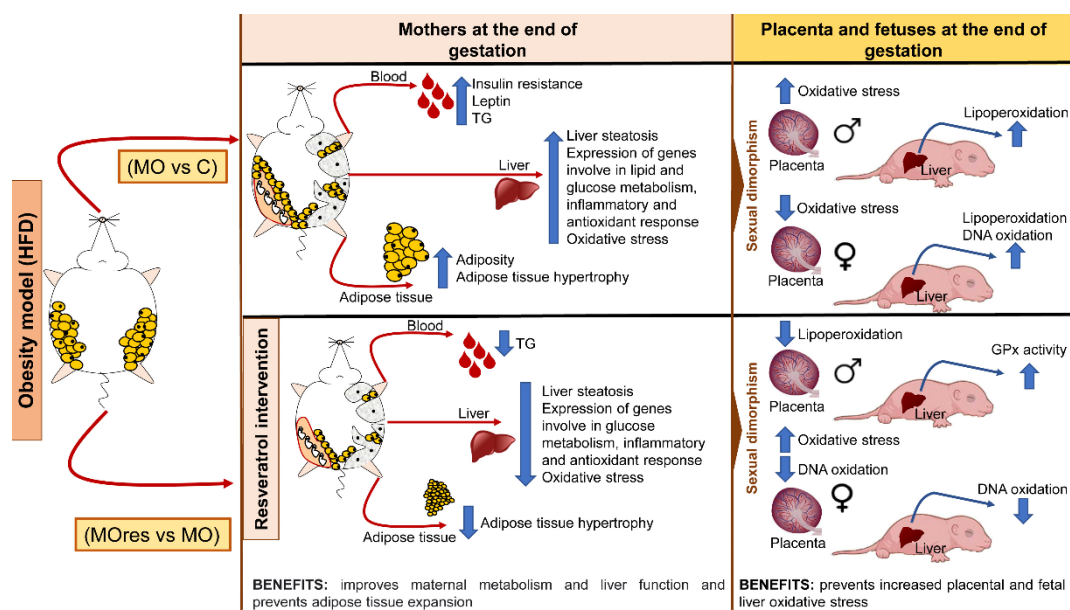 Obesity model (HFD)
(MO vs C)
(MOres vs MO)
Mothers at the end of
gestation
Blood
Insulin resistance
Leptin
TG
Liver
Liver steatosis
Expression of genes
involve in lipid and
glucose metabolism,
inflammatory and
antioxidant response
Oxidative stress
Adipose tissue
Adiposity
Adipose tissue hypertrophy
Placenta and fetuses at the end of
gestation
Sexual dimorphism
Oxidative stress
Placenta
♂
Lipoperoxidation
Liver
Oxidative stress
Placenta
♀
Lipoperoxidation
DNA oxidation
Liver
Resveratrol intervention
Blood
TG
Liver
Liver steatosis
Expression of genes
involve in glucose
metabolism, inflammatory
and antioxidant response
Oxidative stress
Adipose tissue
Adipose tissue hypertrophy
BENEFITS: improves maternal metabolism and liver function and
prevents adipose tissue expansion
Sexual dimorphism
Lipoperoxidation
Placenta
♂
GPx activity
Liver
Oxidative stress
DNA oxidation
Placenta
♀
DNA oxidation
Liver
BENEFITS: prevents increased placental and fetal
liver oxidative stress